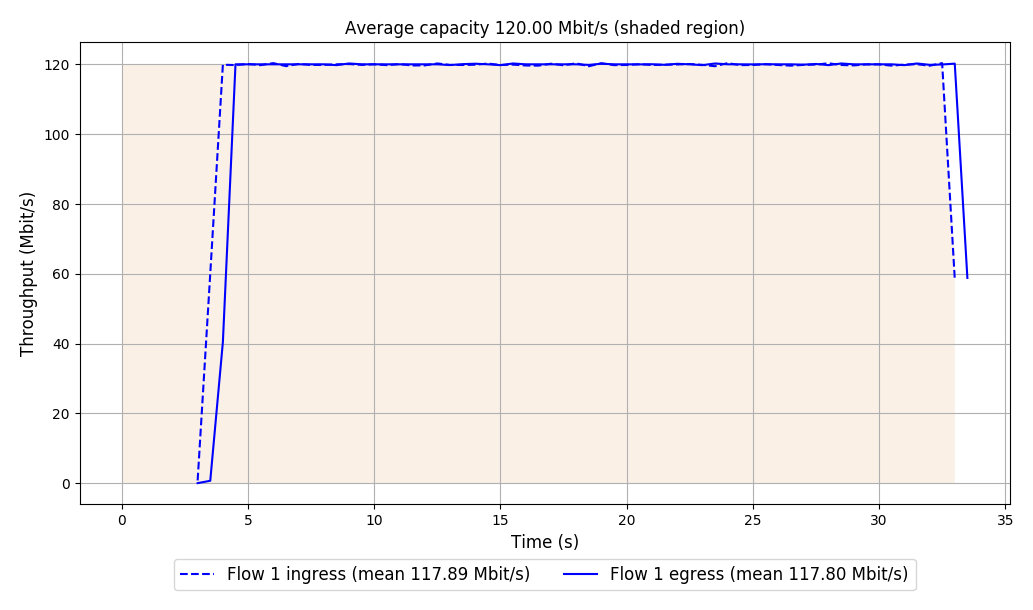 Average capacity 120.00 Mbit/s (shaded region)
Throughput (Mbit/s)
120
100
80
60
40
20
0
0 5 10 15 20 25 30 35
Time (s)
Flow 1 ingress (mean 117.89 Mbit/s) Flow 1 egress (mean 117.80 Mbit/s)